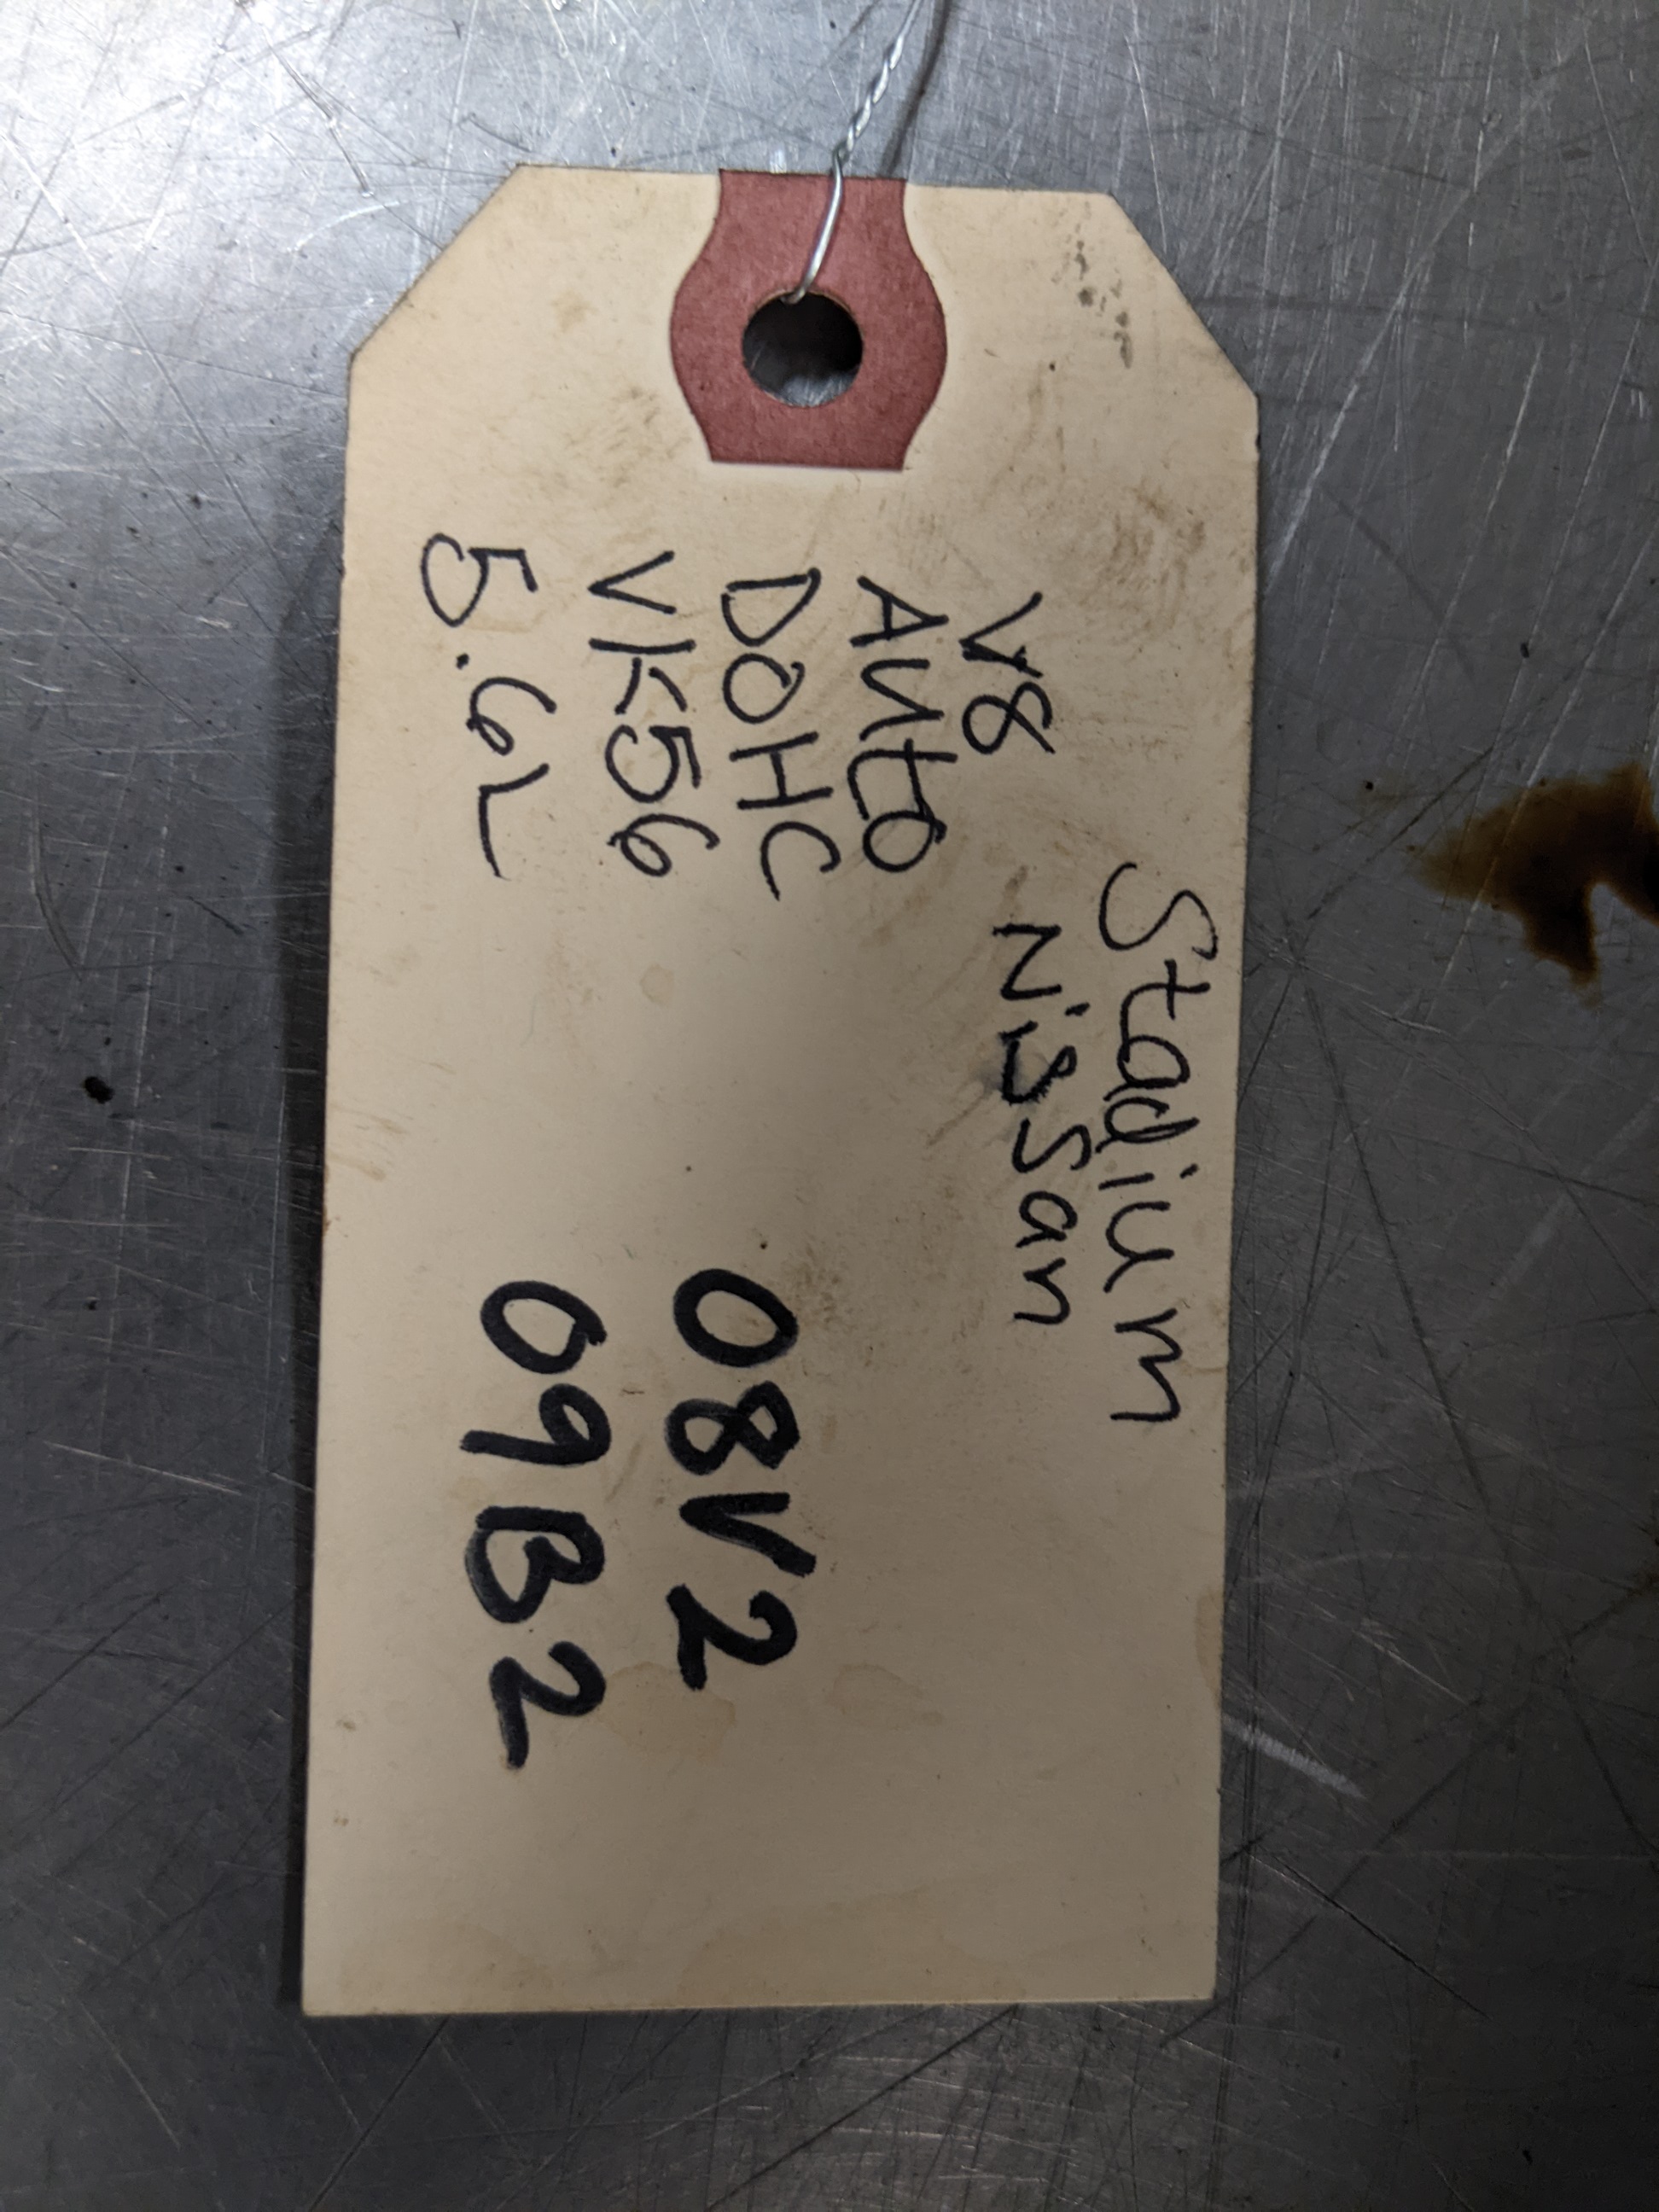 Stadium
Nissan
V8
Auto
DOHC
VK56
5.6L
08V2
09B2